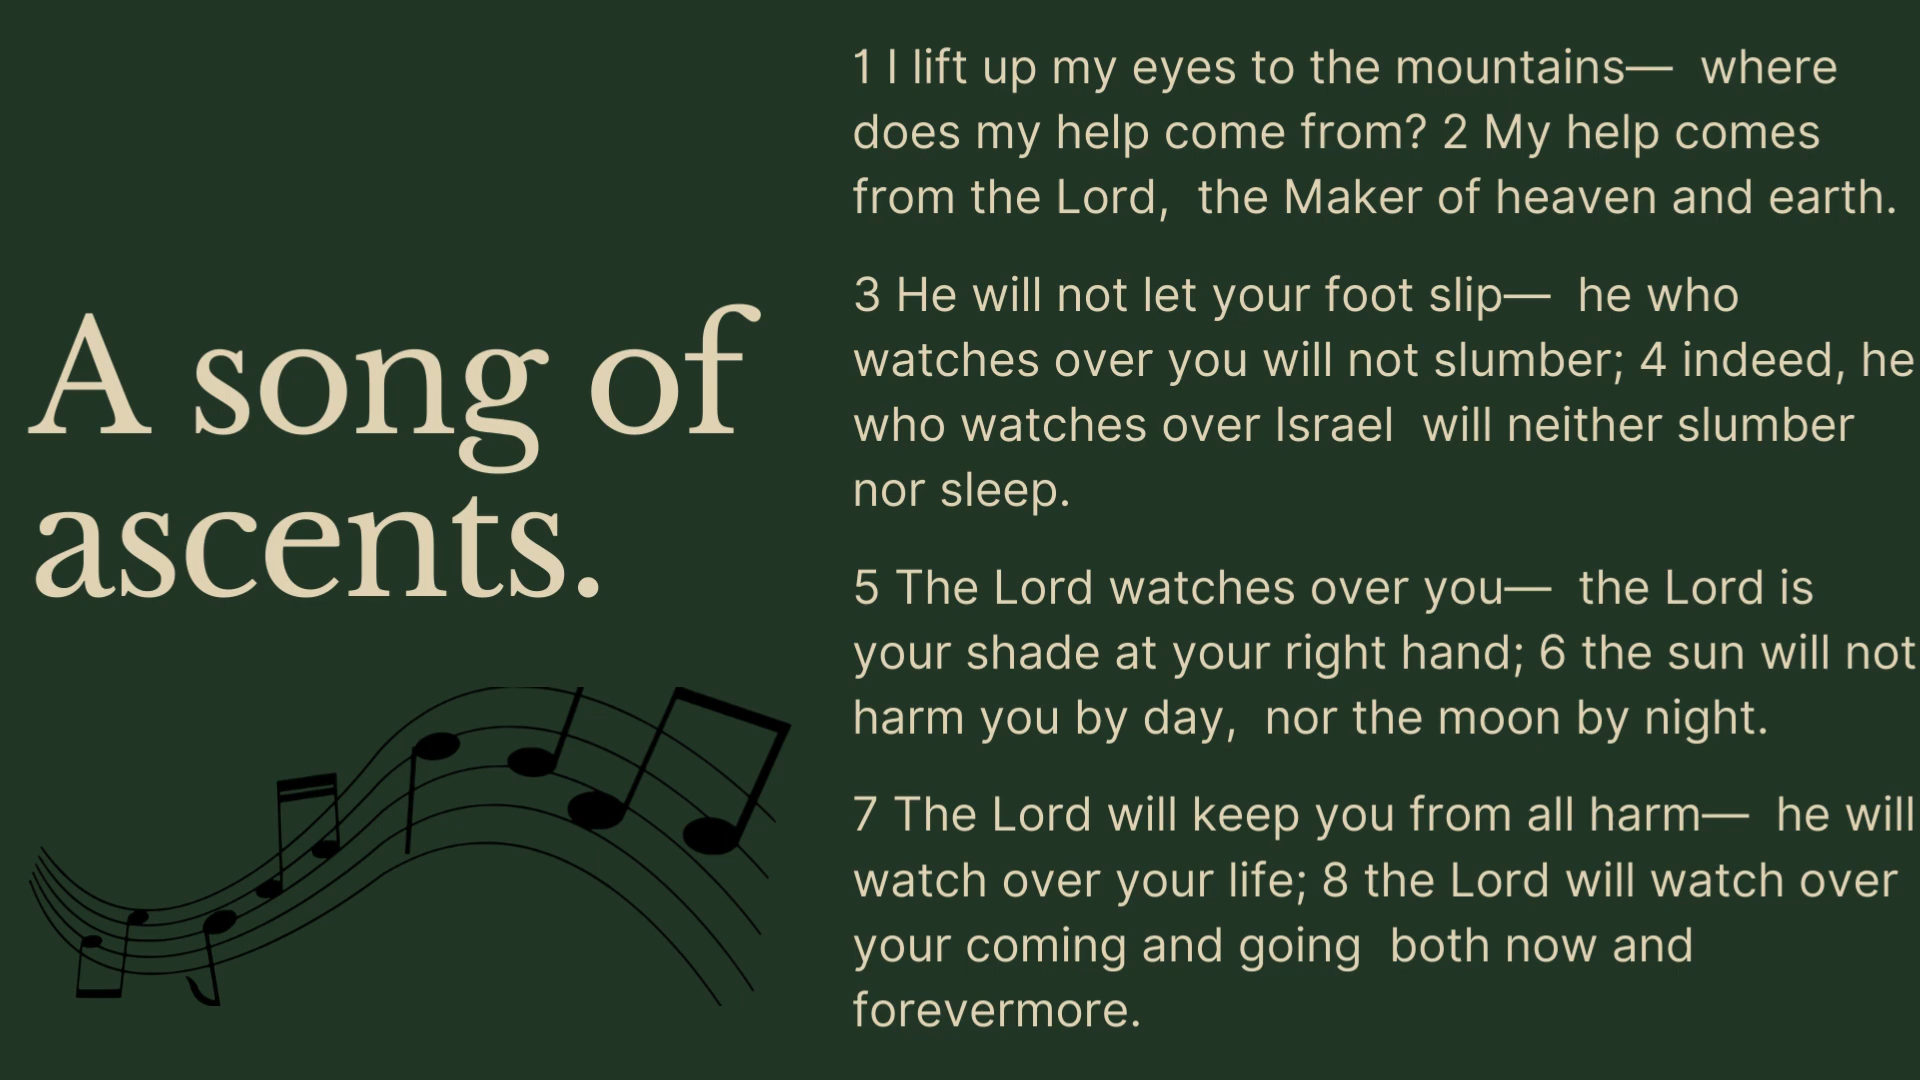 A song of
ascents.
1 I lift up my eyes to the mountains—  where
does my help come from? 2 My help comes
from the Lord,  the Maker of heaven and earth.
3 He will not let your foot slip—  he who
watches over you will not slumber; 4 indeed, he
who watches over Israel  will neither slumber
nor sleep.
5 The Lord watches over you—  the Lord is
your shade at your right hand; 6 the sun will not
harm you by day,  nor the moon by night.
7 The Lord will keep you from all harm—  he will
watch over your life; 8 the Lord will watch over
your coming and going  both now and
forevermore.